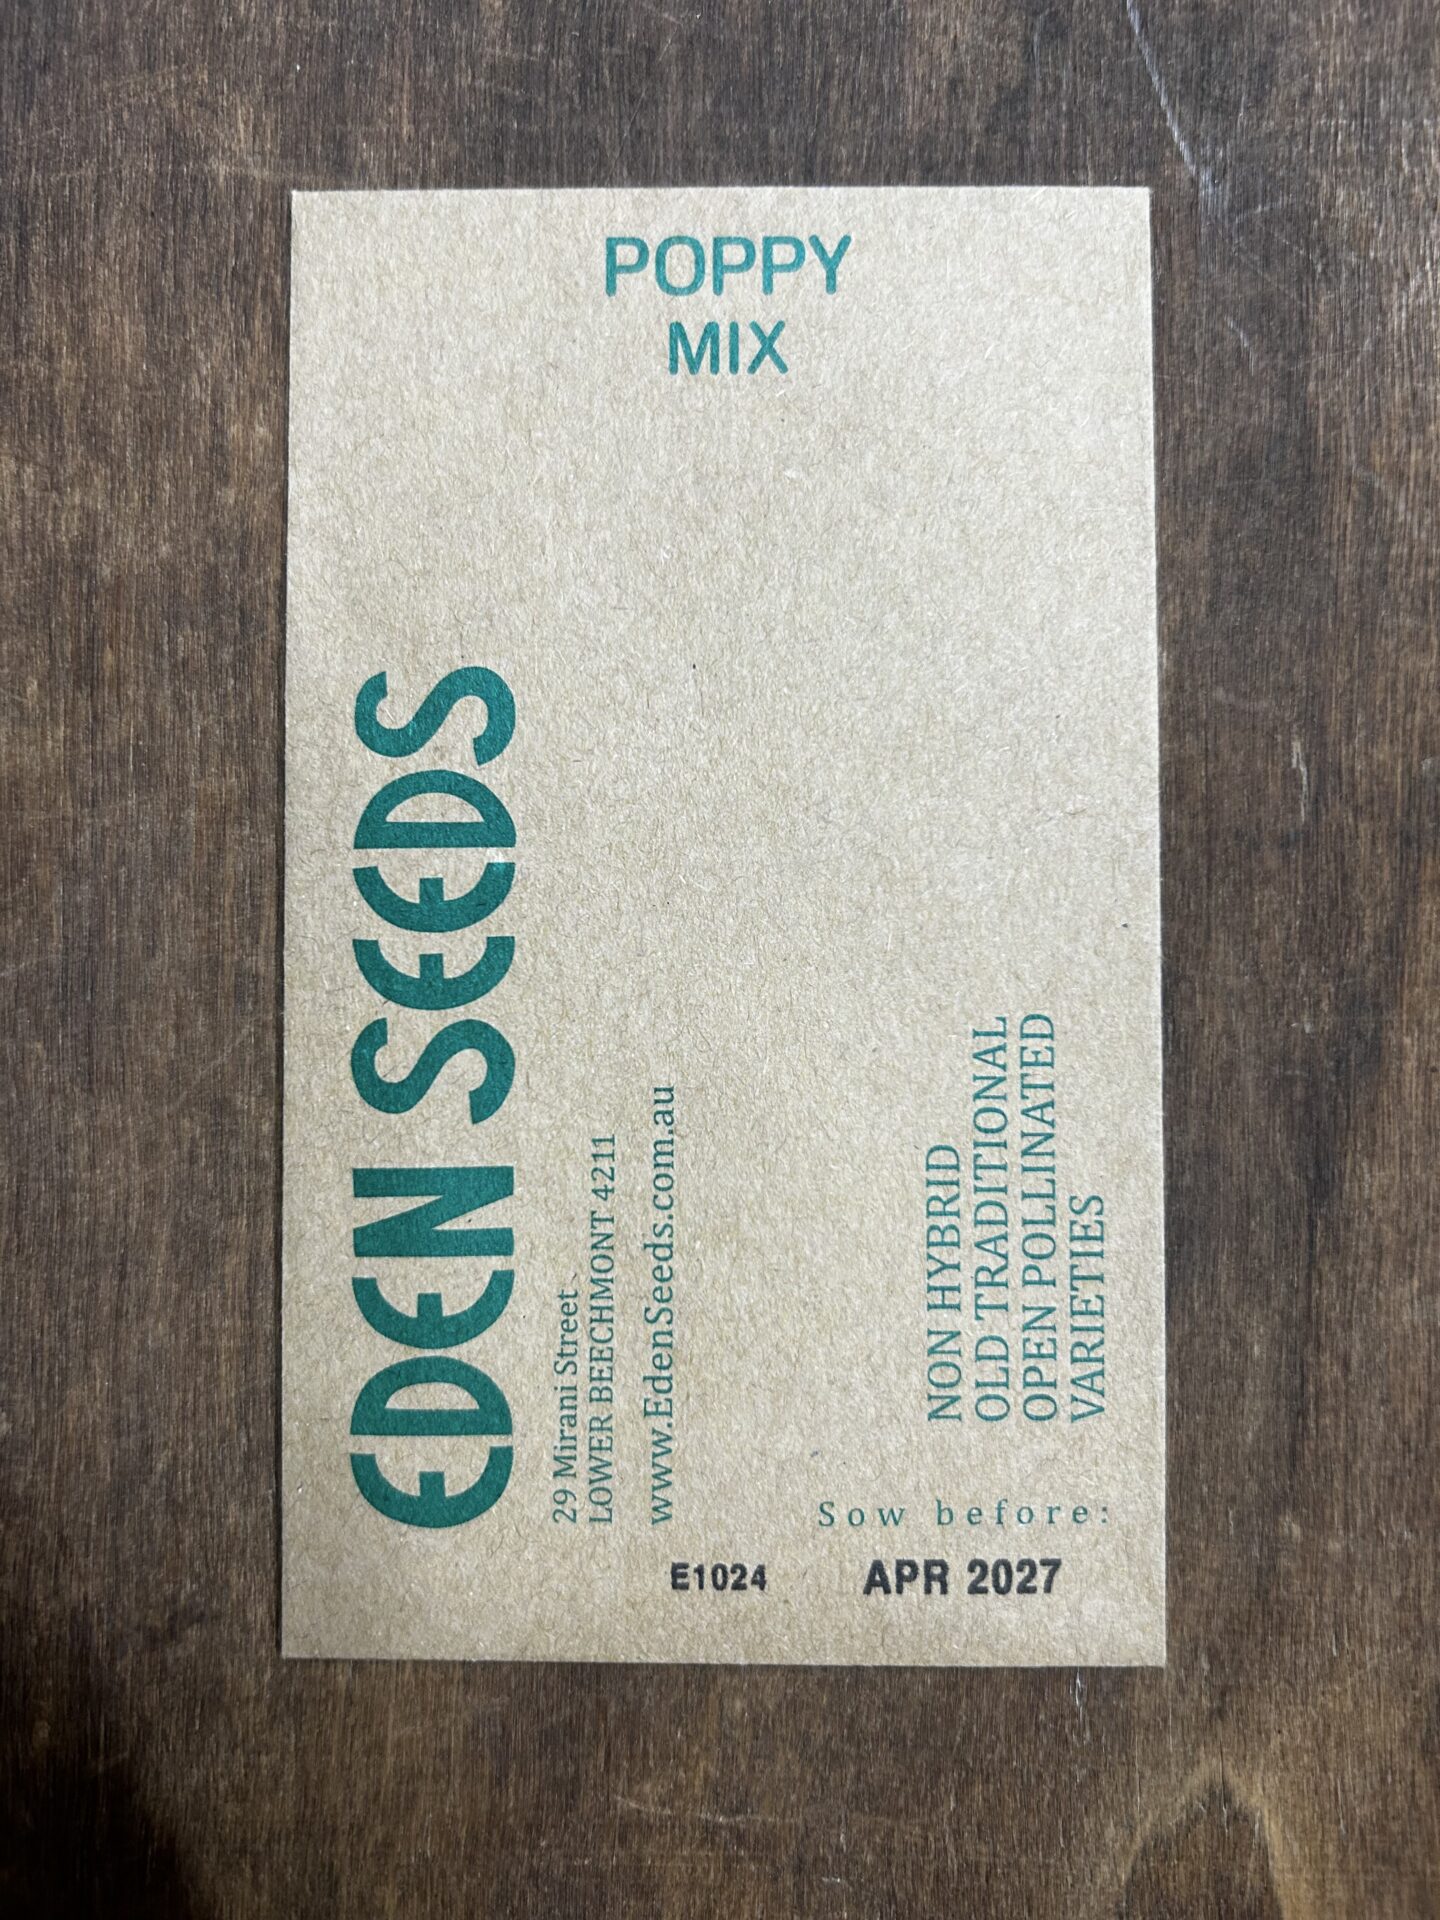 POPPY
MIX
EDEN SEEDS
29 Mirani Street
LOWER BEECHMONT 4211
www.EdenSeeds.com.au
NON HYBRID
OLD TRADITIONAL
OPEN POLLINATED
VARIETIES
Sow before:
E1024 APR 2027